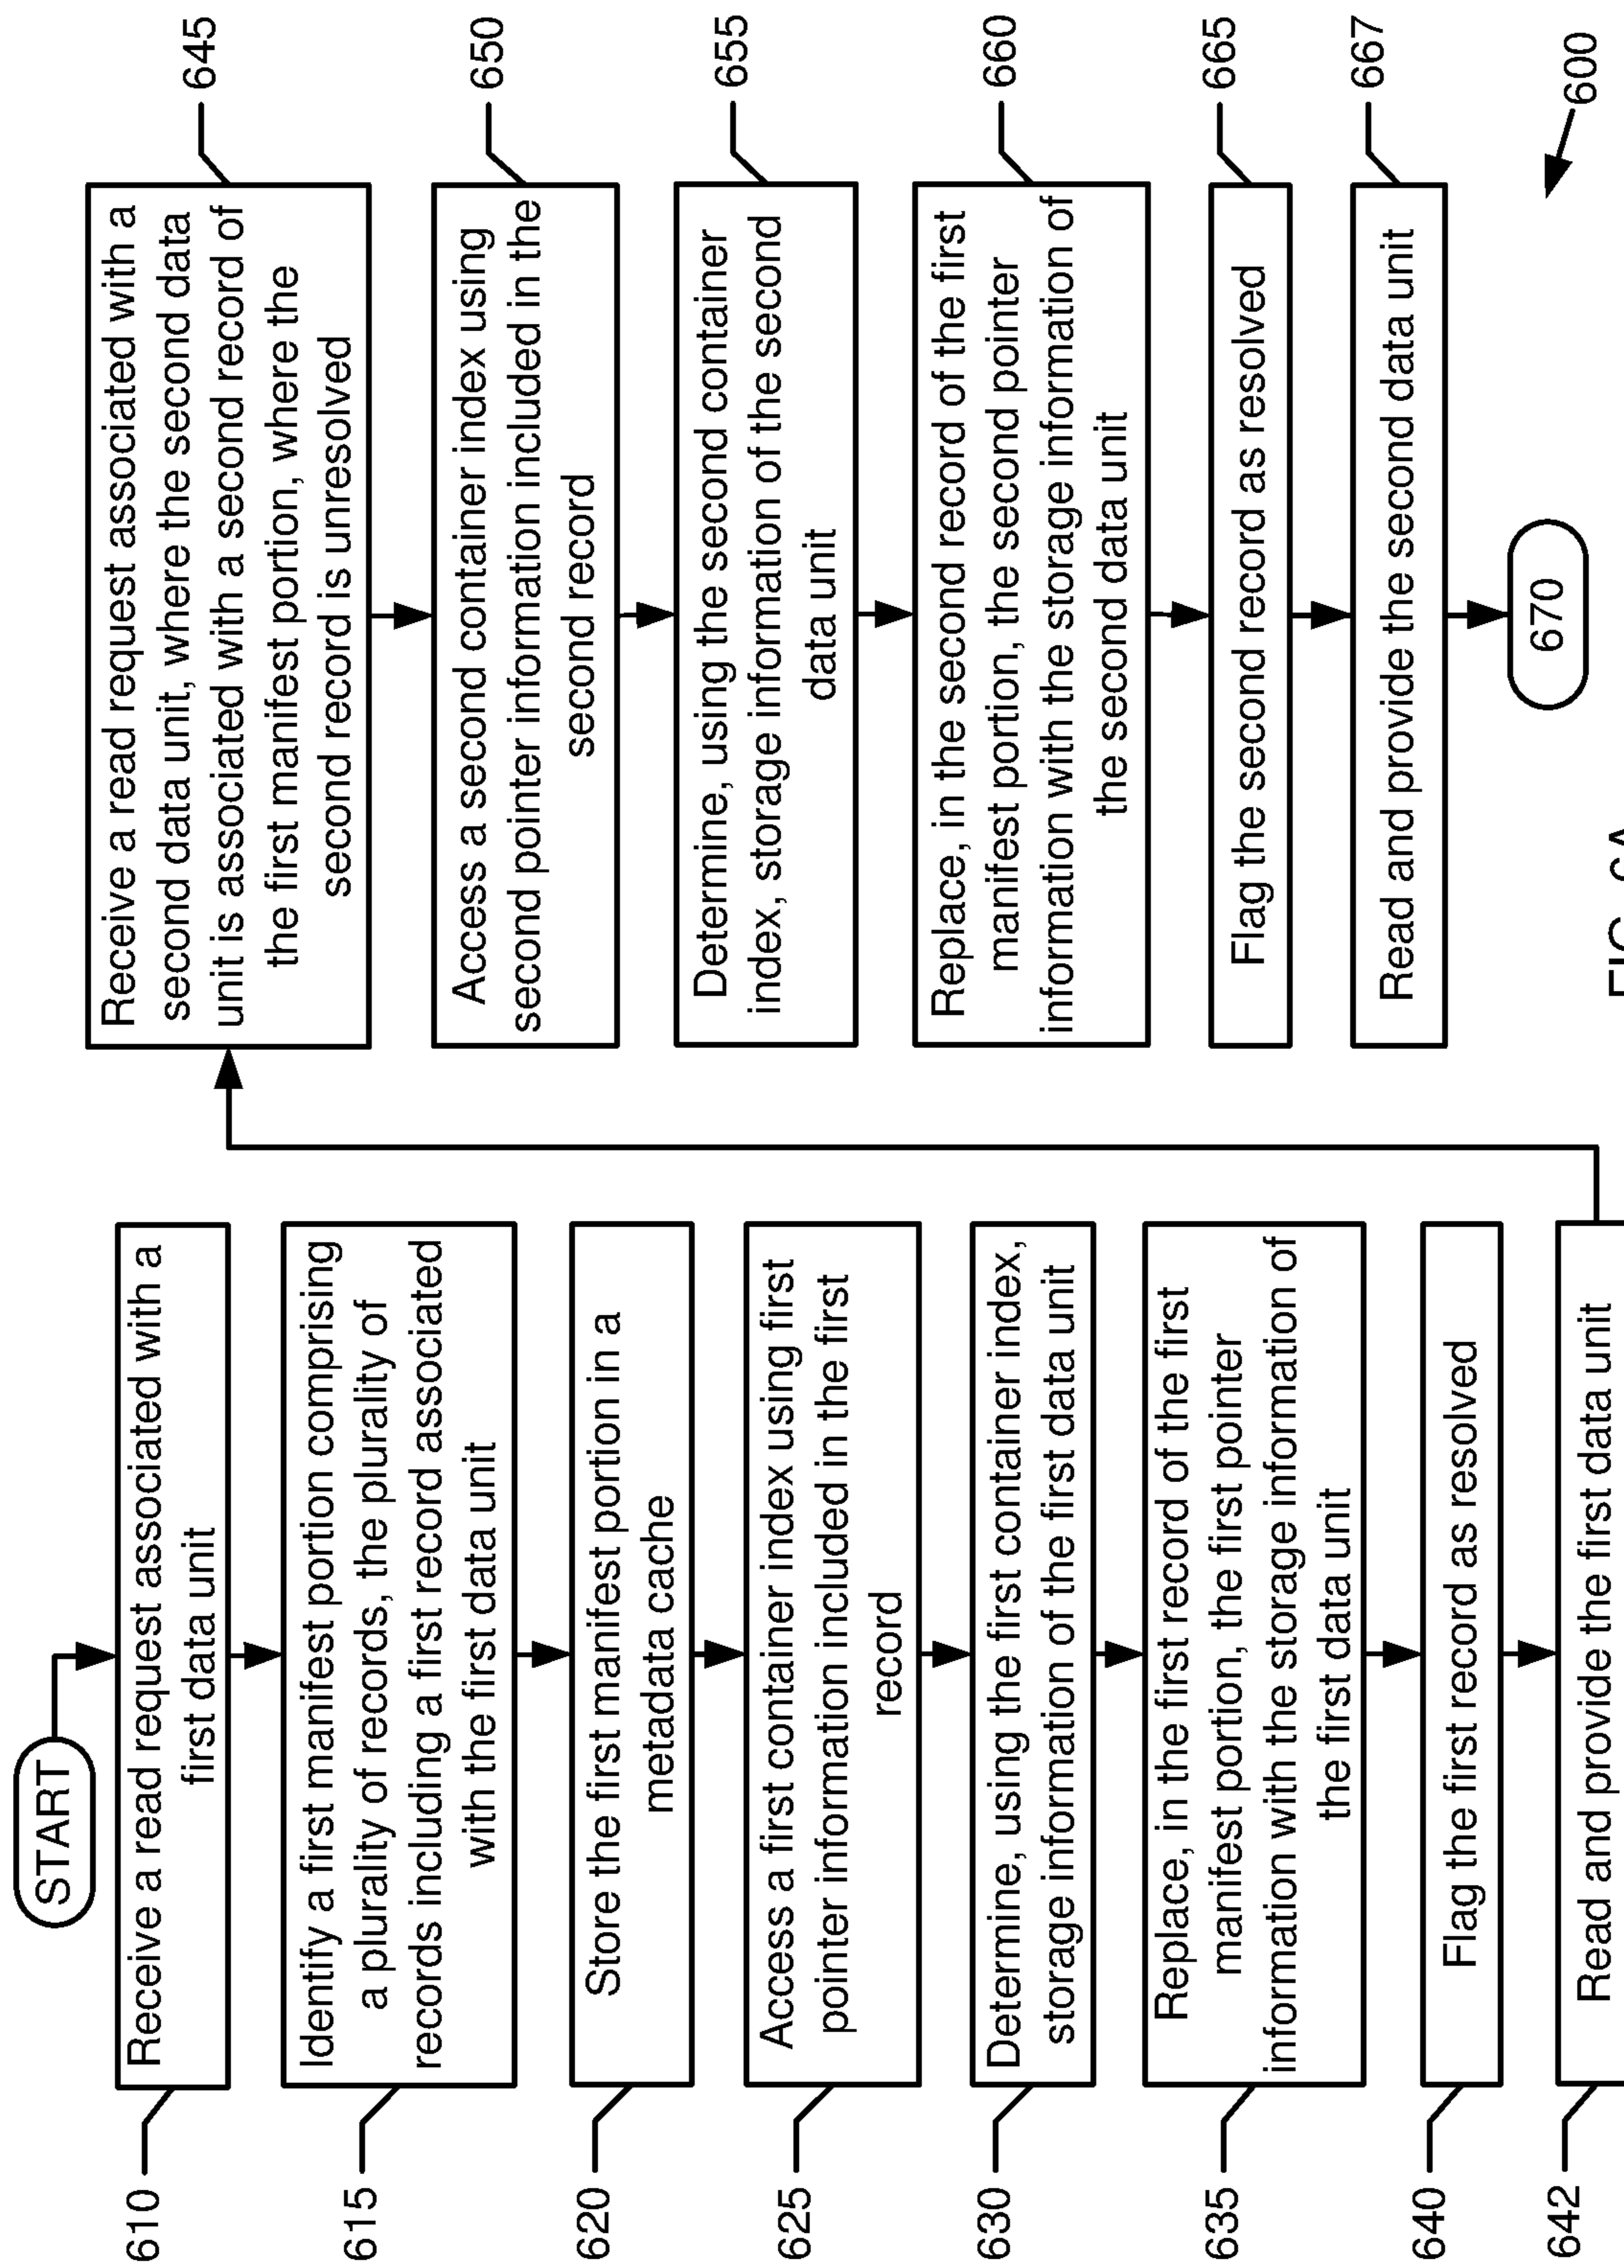 START
610
Receive a read request associated with a
first data unit
615
Identify a first manifest portion comprising
a plurality of records, the plurality of
records including a first record associated
with the first data unit
620
Store the first manifest portion in a
metadata cache
625
Access a first container index using first
pointer information included in the first
record
630
Determine, using the first container index,
storage information of the first data unit
635
Replace, in the first record of the first
manifest portion, the first pointer
information with the storage information of
the first data unit
640
Flag the first record as resolved
642
Read and provide the first data unit
645
Receive a read request associated with a
second data unit, where the second data
unit is associated with a second record of
the first manifest portion, where the
second record is unresolved
650
Access a second container index using
second pointer information included in the
second record
655
Determine, using the second container
index, storage information of the second
data unit
660
Replace, in the second record of the first
manifest portion, the second pointer
information with the storage information of
the second data unit
665
Flag the second record as resolved
667
Read and provide the second data unit
670
600
FIG. 6A